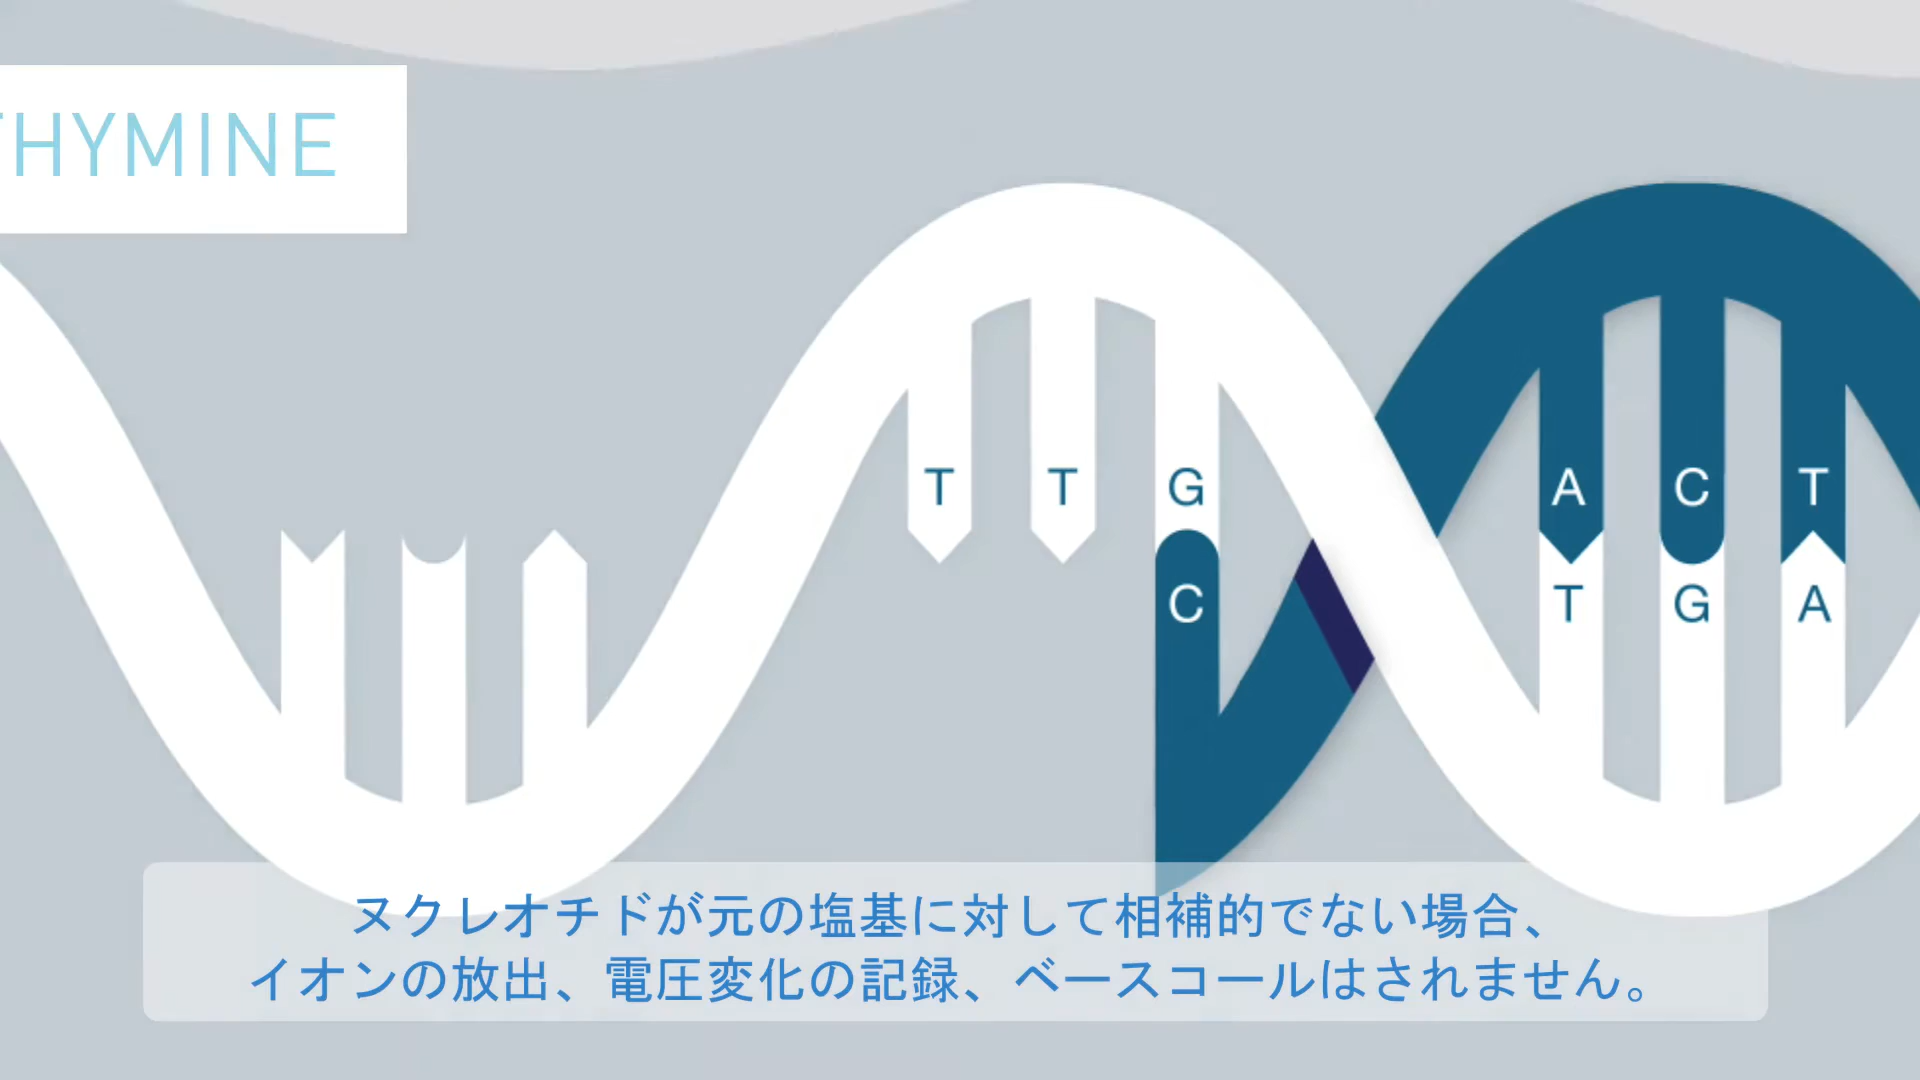 THYMINE
T T G A C T
C T G A
ヌクレオチドが元の塩基に対して相補的でない場合、
イオンの放出、電圧変化の記録、ベースコールはされません。